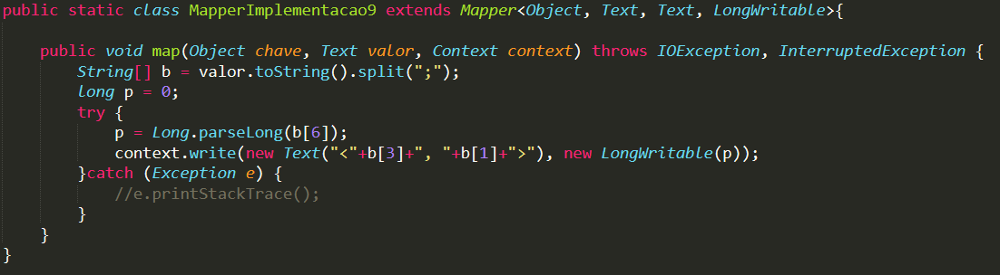 public static class MapperImplementacao9 extends Mapper<Object, Text, Text, LongWritable>{
public void map(Object chave, Text valor, Context context) throws IOException, InterruptedException {
String[] b = valor.toString().split(";");
long p = 0;
try {
p = Long.parseLong(b[6]);
context.write(new Text("<"+b[3]+", "+b[1]+">"), new LongWritable(p));
}catch (Exception e) {
//e.printStackTrace();
}
}
}